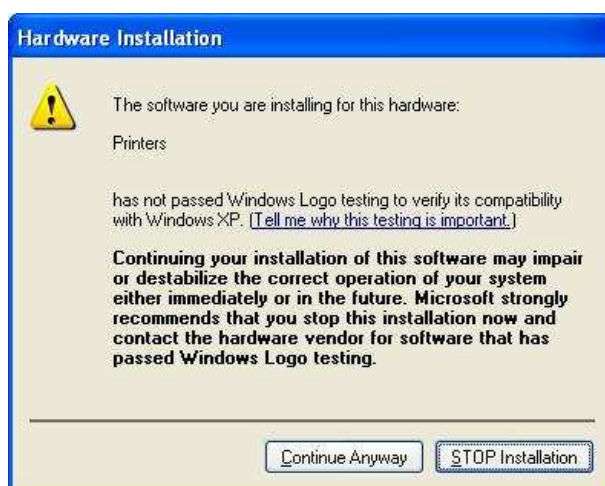 Hardware Installation
The software you are installing for this hardware:
Printers
has not passed Windows Logo testing to verify its compatibility
with Windows XP. (Tell me why this testing is important.)
Continuing your installation of this software may impair
or destabilize the correct operation of your system
either immediately or in the future. Microsoft strongly
recommends that you stop this installation now and
contact the hardware vendor for software that has
passed Windows Logo testing.
Continue Anyway
STOP Installation